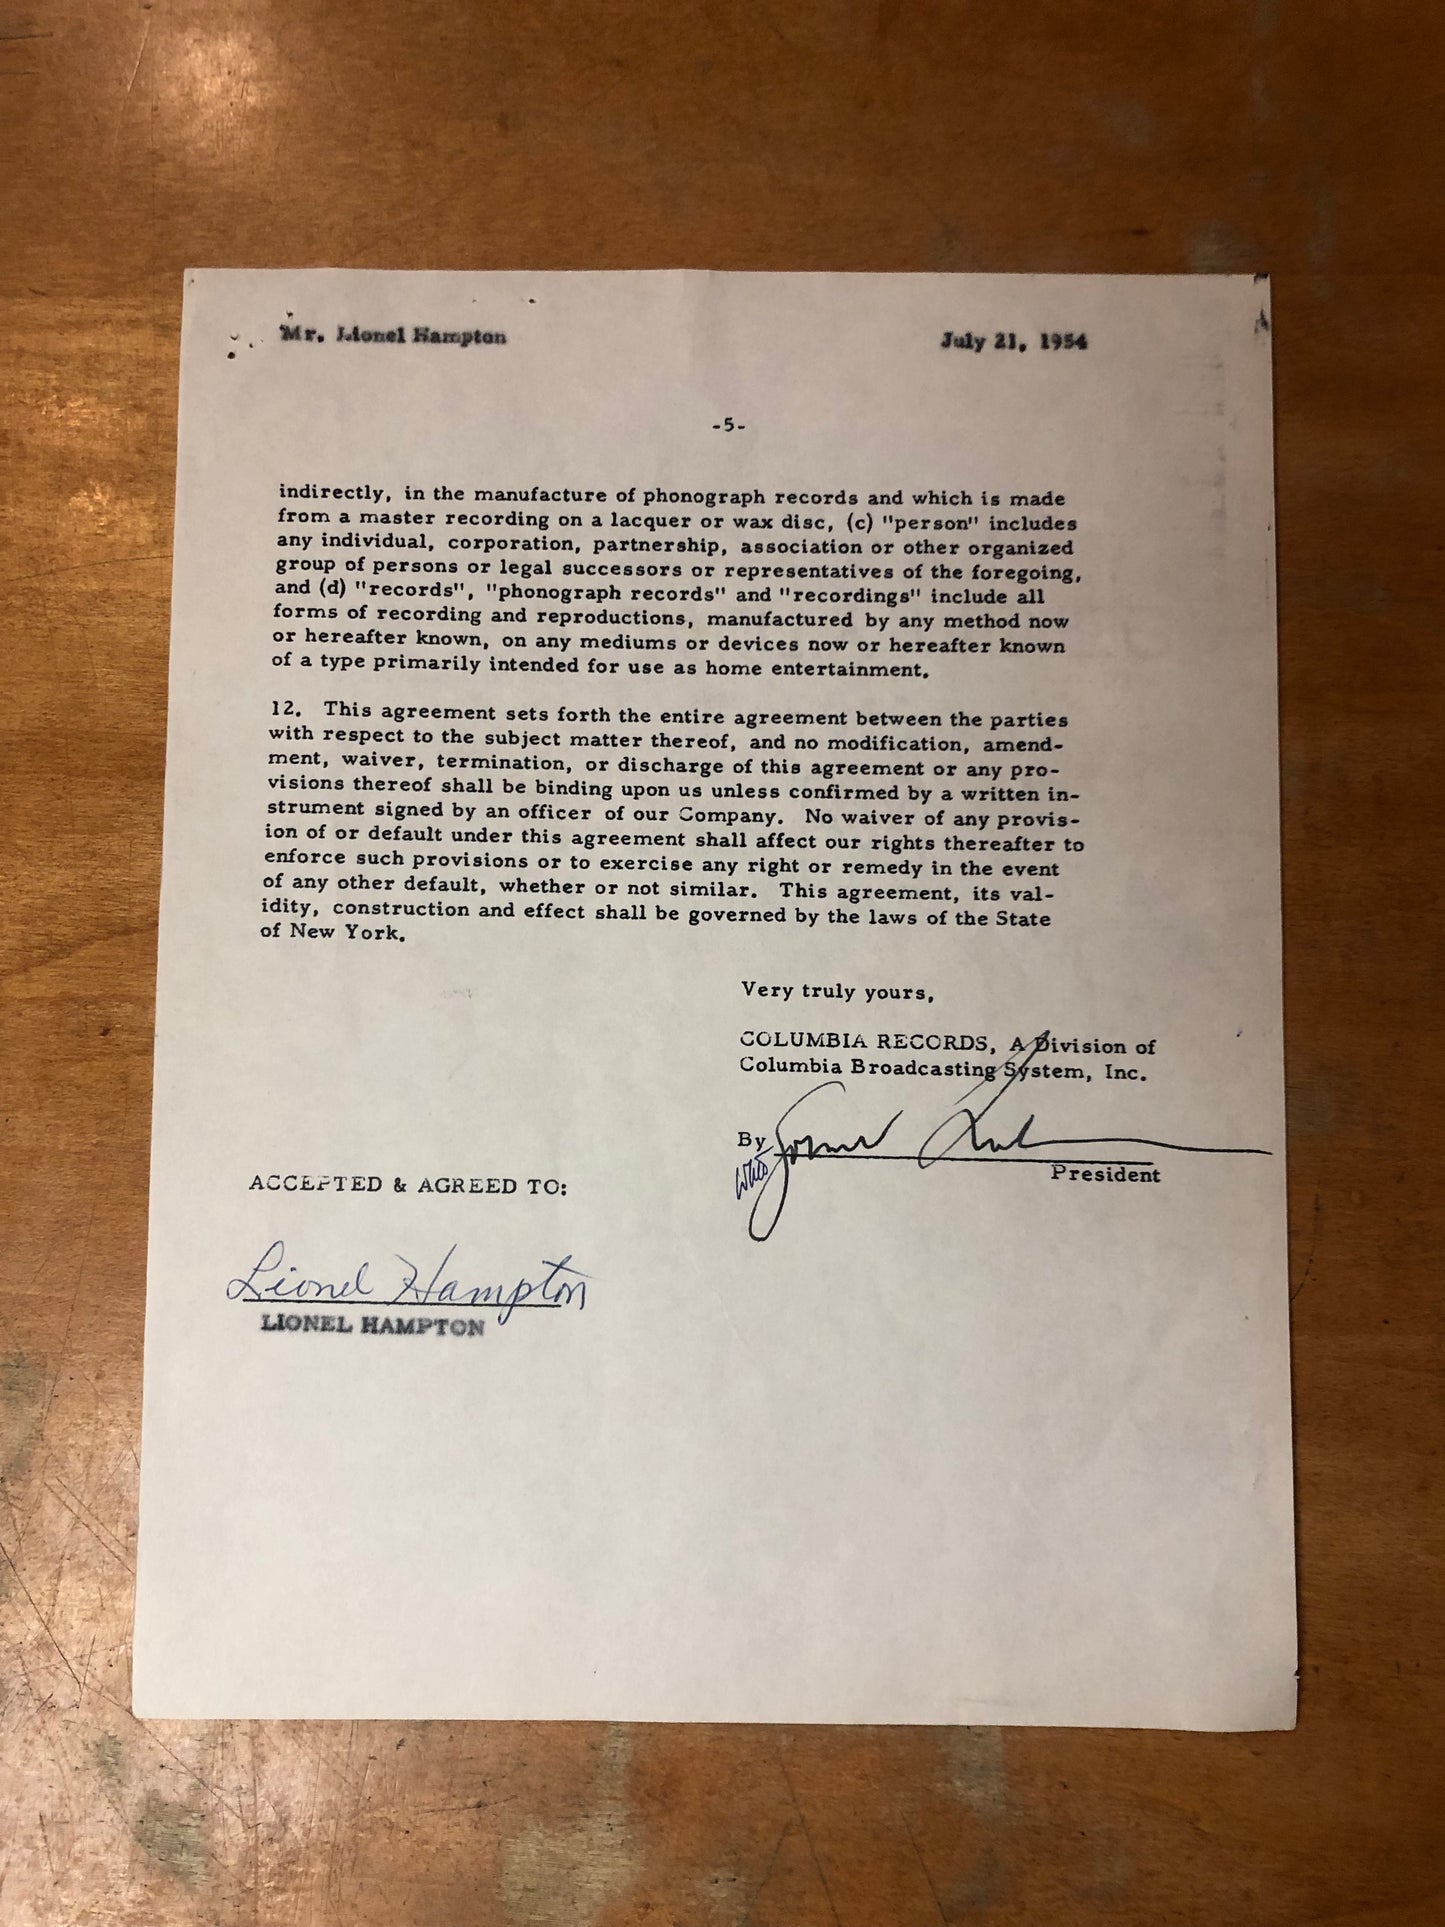 Mr. Lionel Hampton
July 21, 1954
-5-
indirectly, in the manufacture of phonograph records and which is made
from a master recording on a lacquer or wax disc, (c) "person" includes
any individual, corporation, partnership, association or other organized
group of persons or legal successors or representatives of the foregoing,
and (d) "records", "phonograph records" and "recordings" include all
forms of recording and reproductions, manufactured by any method now
or hereafter known, on any mediums or devices now or hereafter known
of a type primarily intended for use as home entertainment.
12. This agreement sets forth the entire agreement between the parties
with respect to the subject matter thereof, and no modification, amend-
ment, waiver, termination, or discharge of this agreement or any pro-
visions thereof shall be binding upon us unless confirmed by a written in-
strument signed by an officer of our Company. No waiver of any provis-
ion of or default under this agreement shall affect our rights thereafter to
enforce such provisions or to exercise any right or remedy in the event
of any other default, whether or not similar. This agreement, its val-
idity, construction and effect shall be governed by the laws of the State
of New York.
Very truly yours,
COLUMBIA RECORDS, A Division of
Columbia Broadcasting System, Inc.
By
President
ACCEPTED & AGREED TO:
Lionel Hampton
LIONEL HAMPTON